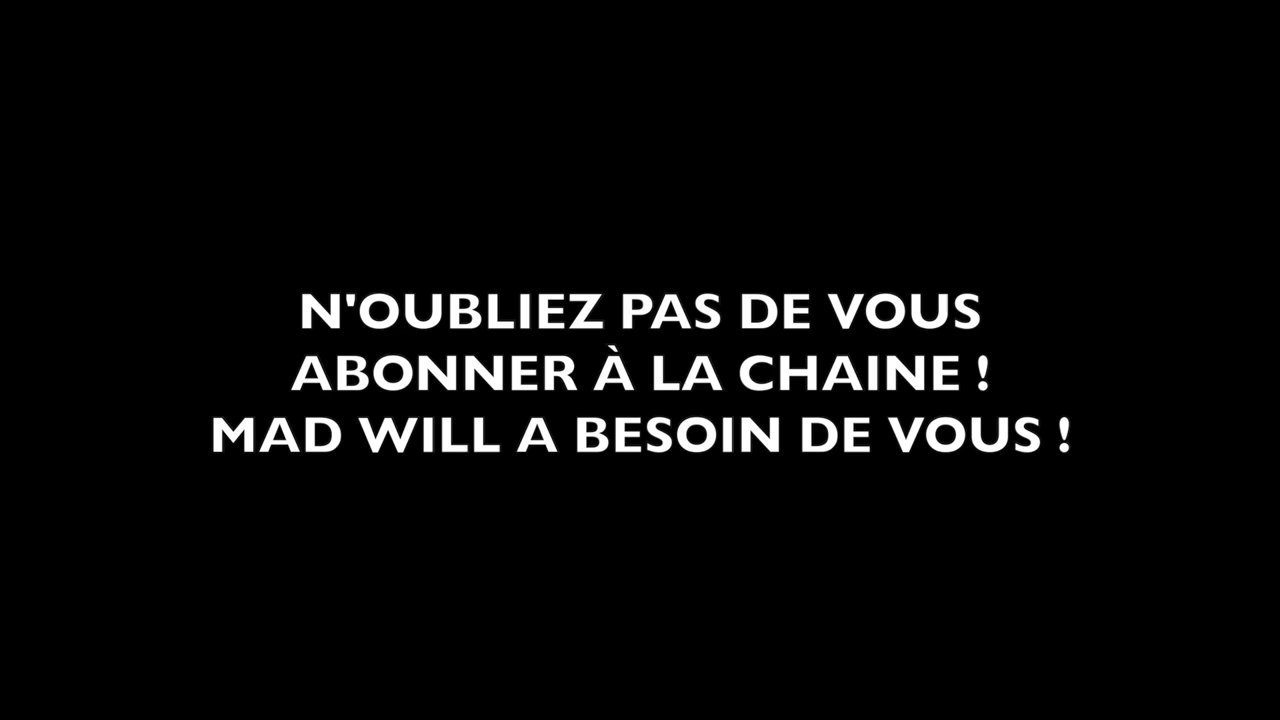 N'OUBLIEZ PAS DE VOUS
ABONNER À LA CHAINE !
MAD WILL A BESOIN DE VOUS !